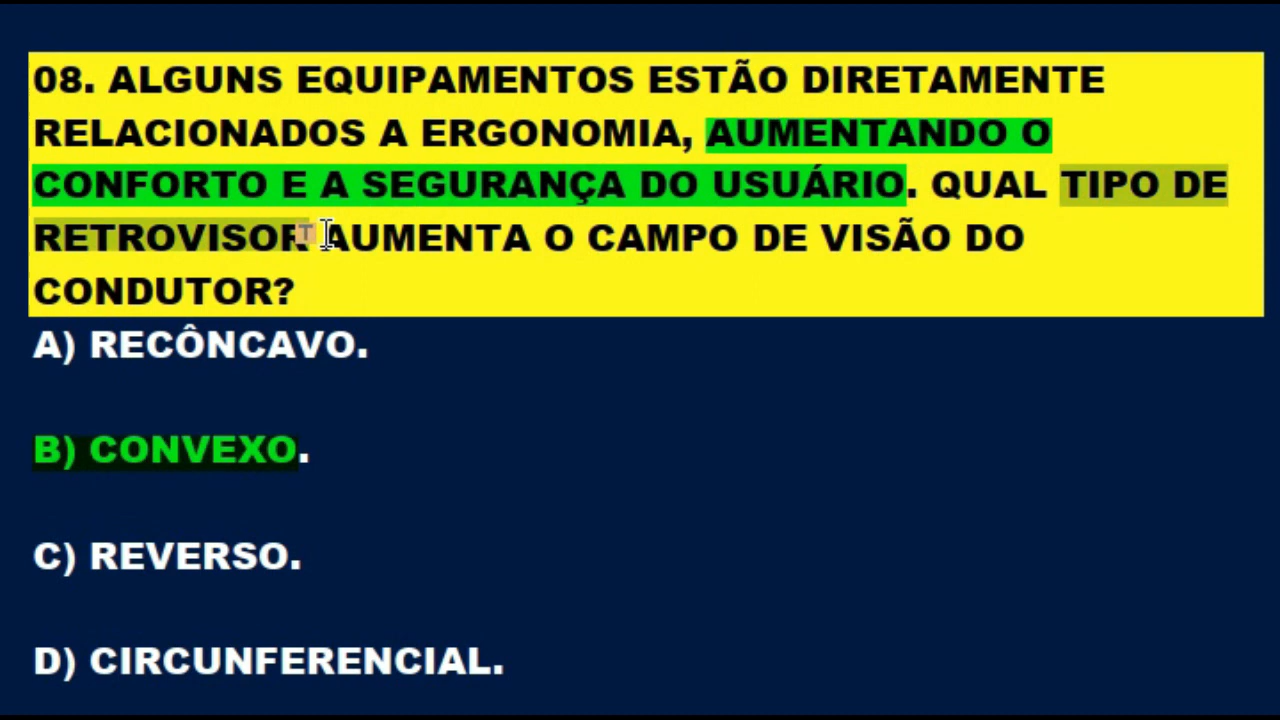 08. ALGUNS EQUIPAMENTOS ESTÃO DIRETAMENTE
RELACIONADOS A ERGONOMIA, AUMENTANDO O
CONFORTO E A SEGURANÇA DO USUÁRIO. QUAL TIPO DE
RETROVISOR AUMENTA O CAMPO DE VISÃO DO
CONDUTOR?
A) RECÔNCAVO.
B) CONVEXO.
C) REVERSO.
D) CIRCUNFERENCIAL.